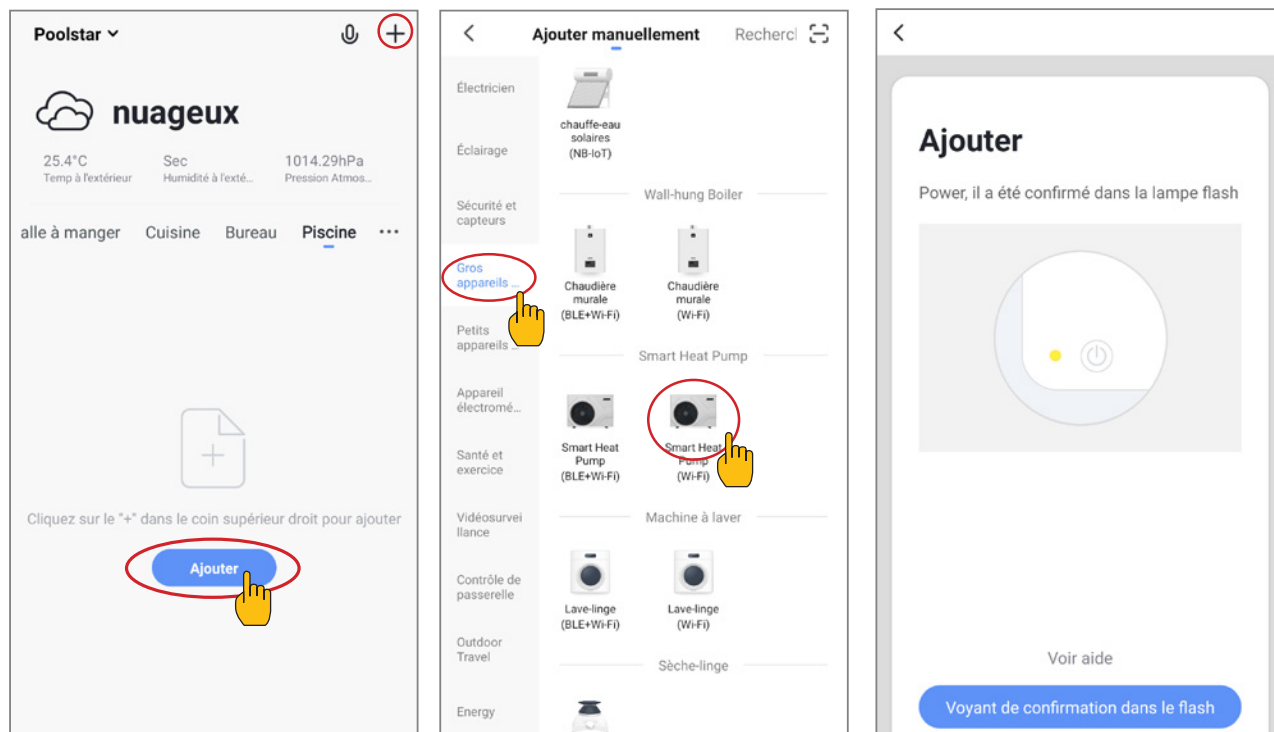 Poolstar
nuageux
25.4°C Sec 1014.29hPa
Temp à l'extérieur Humidité à l'exté... Pression Atmos...
alle à manger Cuisine Bureau Piscine ...
Cliquez sur le "+" dans le coin supérieur droit pour ajouter
Ajouter
Ajouter manuellement Recherc
Électricien
Éclairage
Sécurité et
capteurs
Gros
appareils ...
Petits
appareils ...
Appareil
électromé...
Santé et
exercice
Vidéosurvei
llance
Contrôle de
passerelle
Outdoor
Travel
Energy
chauffe-eau
solaires
(NB-IoT)
Wall-hung Boiler
Chaudière
murale
(BLE+Wi-Fi)
Chaudière
murale
(Wi-Fi)
Smart Heat Pump
Smart Heat
Pump
(BLE+Wi-Fi)
Smart Heat
Pump
(Wi-Fi)
Machine à laver
Lave-linge
(BLE+Wi-Fi)
Lave-linge
(Wi-Fi)
Sèche-linge
Ajouter
Power, il a été confirmé dans la lampe flash
Voir aide
Voyant de confirmation dans le flash